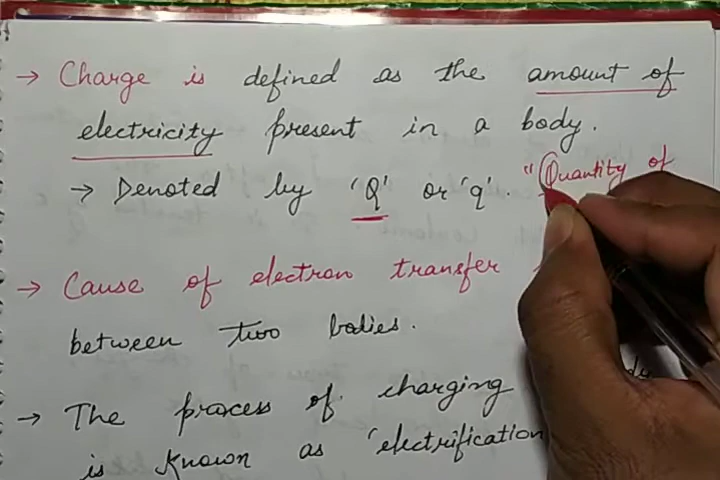 → Charge is defined as the amount of
electricity present in a body.
→ Denoted by 'Q' or 'q'. "Quantity of
→ Cause of electron transfer
between two bodies.
→ The process of charging
is known as 'electrification